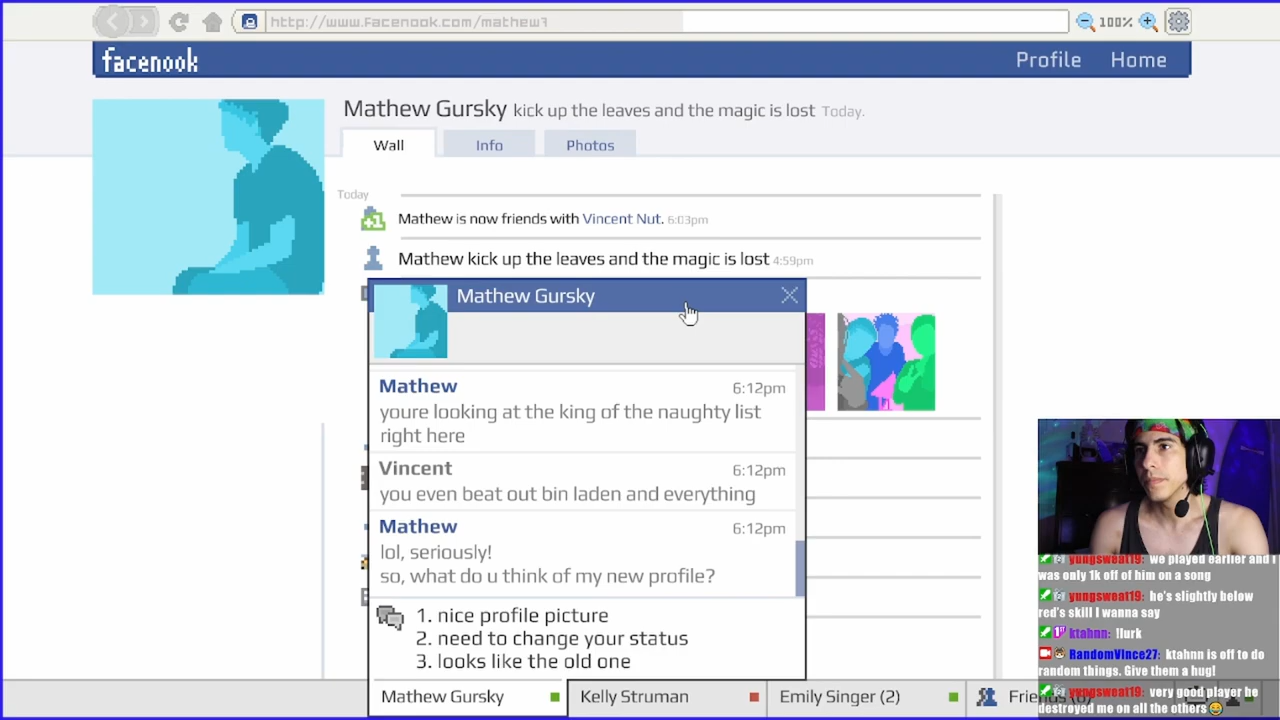 http://www.facenook.com/mathew7
100%
facenook
Profile Home
Mathew Gursky kick up the leaves and the magic is lost Today.
Wall Info Photos
Today
+1 Mathew is now friends with Vincent Nut. 6:03pm
Mathew kick up the leaves and the magic is lost 4:59pm
Mathew Gursky
Mathew 6:12pm
youre looking at the king of the naughty list
right here
Vincent 6:12pm
you even beat out bin laden and everything
Mathew 6:12pm
lol, seriously!
so, what do u think of my new profile?
1. nice profile picture
2. need to change your status
3. looks like the old one
Mathew Gursky Kelly Struman Emily Singer (2)
yungsweat19: we played earlier and I
was only 1k off of him on a song
yungsweat19: he's slightly below
red's skill I wanna say
ktahnn: !lurk
RandomVInce27: ktahnn is off to do
random things. Give them a hug!
yungsweat19: very good player he
destroyed me on all the others